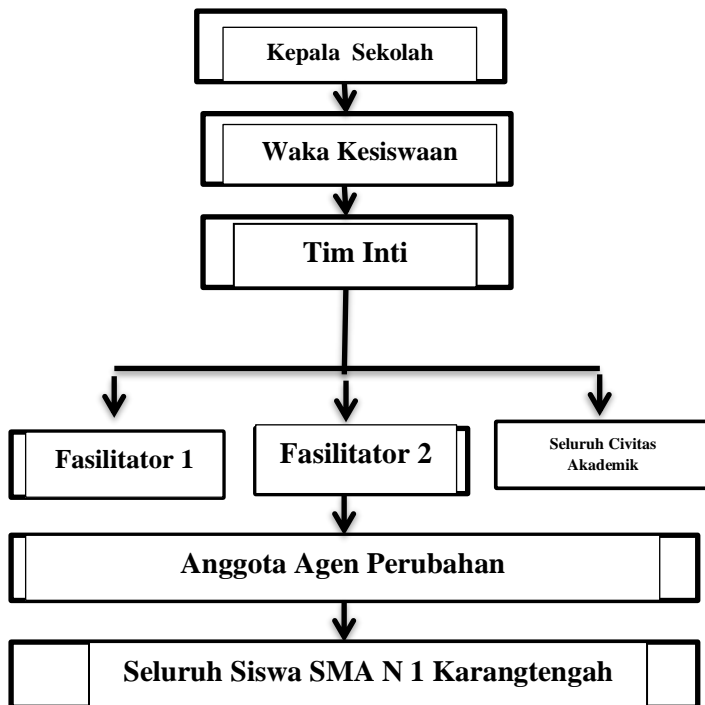 Kepala Sekolah
Waka Kesiswaan
Tim Inti
Fasilitator 1
Fasilitator 2
Seluruh Civitas
Akademik
Anggota Agen Perubahan
Seluruh Siswa SMA N 1 Karangtengah